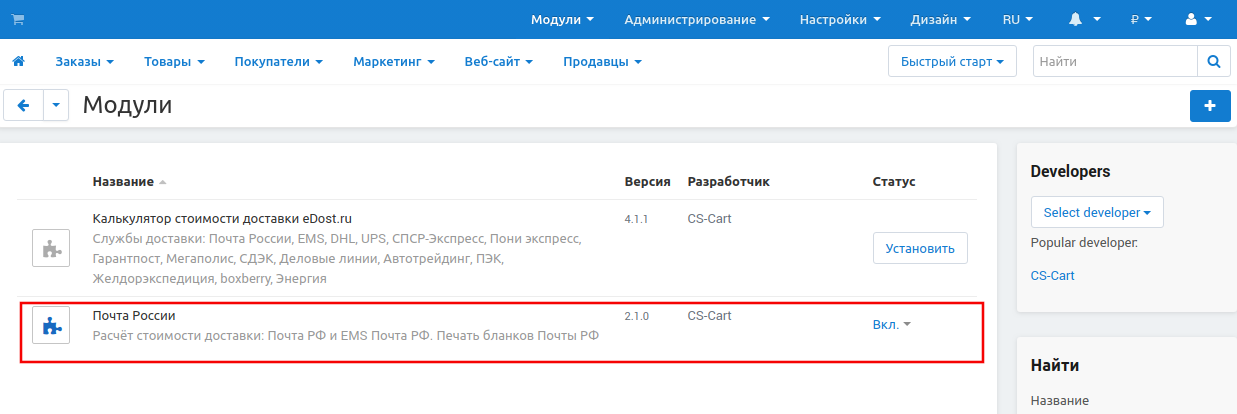 Модули Администрирование Настройки Дизайн RU ₽
Заказы Товары Покупатели Маркетинг Веб-сайт Продавцы Быстрый старт Найти
Модули
Название Версия Разработчик Статус
Калькулятор стоимости доставки eDost.ru 4.1.1 CS-Cart
Службы доставки: Почта России, EMS, DHL, UPS, СПСР-Экспресс, Пони экспресс,
Гарантпост, Мегаполис, СДЭК, Деловые линии, Автотрейдинг, ПЭК,
Желдорэкспедиция, boxberry, Энергия
Установить
Почта России 2.1.0 CS-Cart
Расчёт стоимости доставки: Почта РФ и EMS Почта РФ. Печать бланков Почты РФ
Вкл.
Developers
Select developer
Popular developer:
CS-Cart
Найти
Название